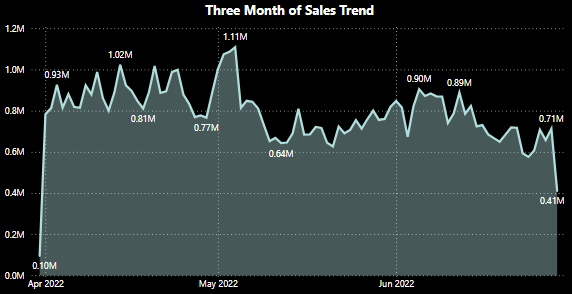 Three Month of Sales Trend
1.2M
1.0M
0.8M
0.6M
0.4M
0.2M
0.0M
0.10M
0.93M
1.02M
0.81M
0.77M
1.11M
0.64M
0.90M
0.89M
0.71M
0.41M
Apr 2022
May 2022
Jun 2022